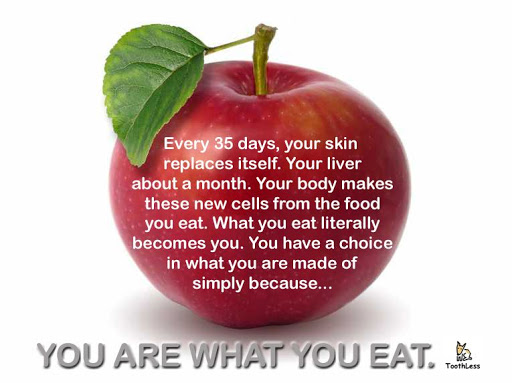 Every 35 days, your skin
replaces itself. Your liver
about a month. Your body makes
these new cells from the food
you eat. What you eat literally
becomes you. You have a choice
in what you are made of
simply because...
YOU ARE WHAT YOU EAT.
ToothLess